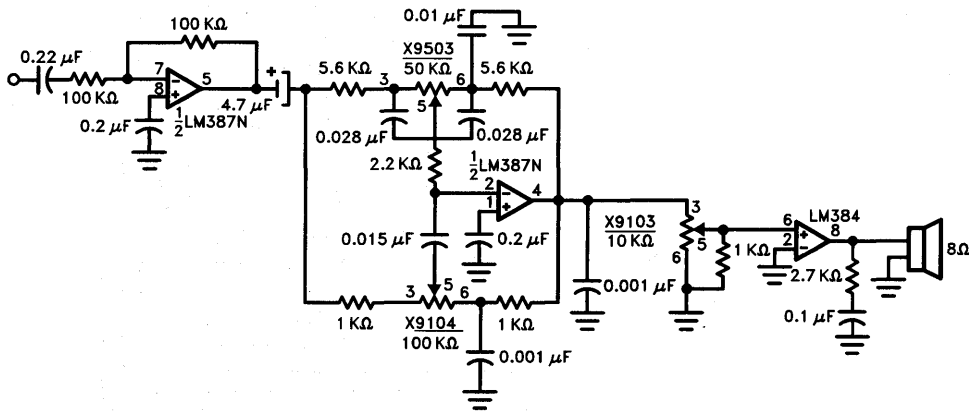 0.01 μF
100 KΩ
0.22 μF
X9503
50 KΩ
5.6 KΩ
5.6 KΩ
3
6
7
8
5
+
-
+
100 KΩ
4.7 μF
5
0.2 μF
½LM387N
0.028 μF
0.028 μF
2.2 KΩ
½LM387N
2
1
-
+
4
LM384
X9103
10 KΩ
3
5
6
6
2
+
-
8
0.015 μF
0.2 μF
1 KΩ
8Ω
2.7 KΩ
0.001 μF
3
5
6
1 KΩ
X9104
100 KΩ
1 KΩ
0.1 μF
0.001 μF